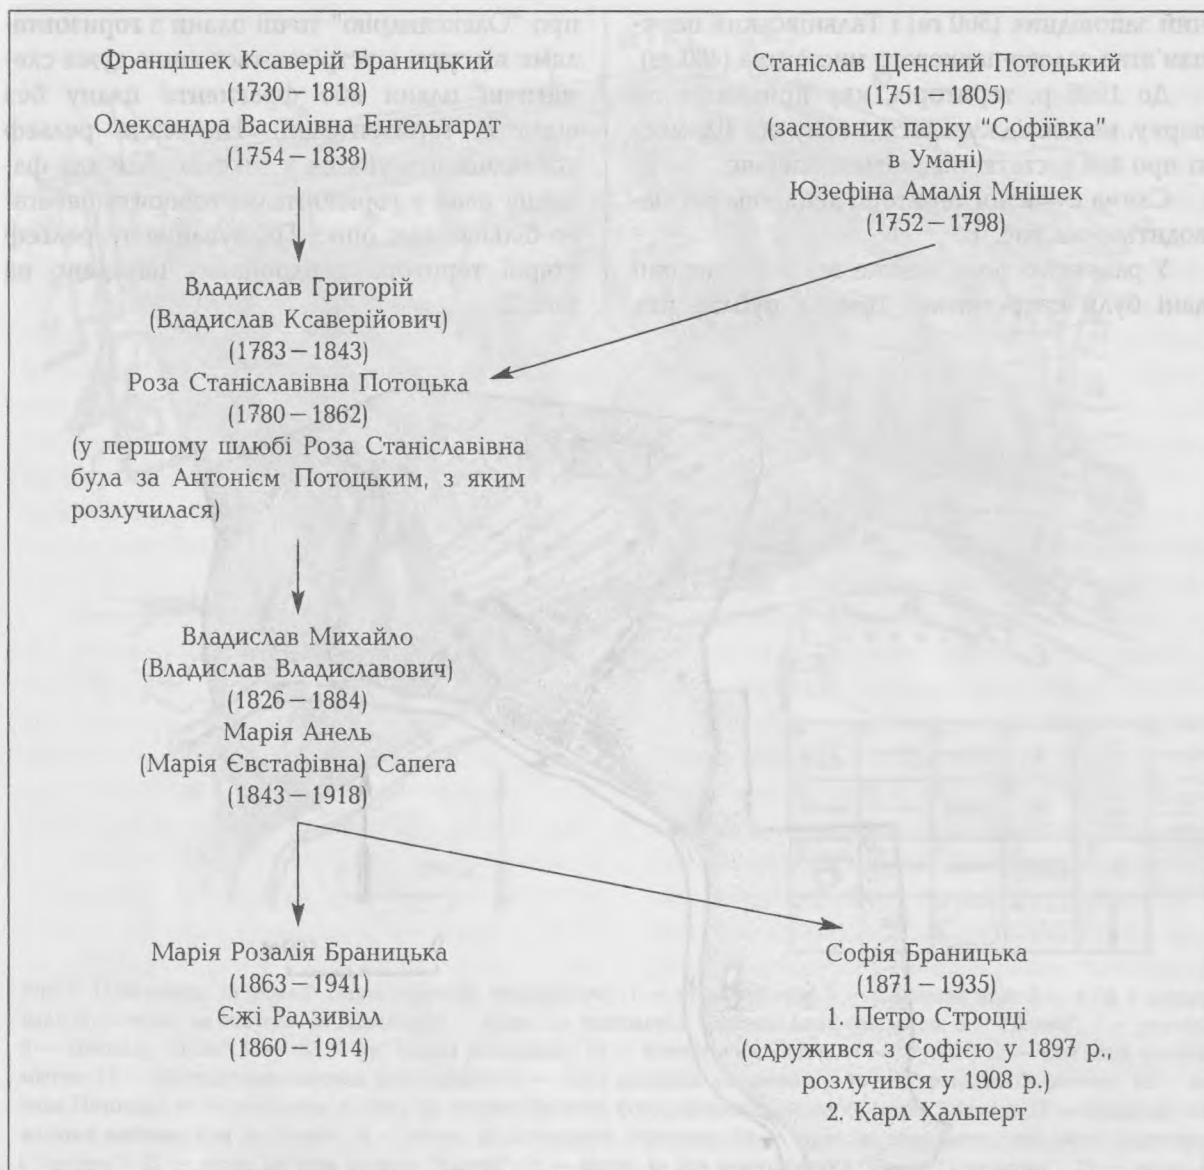 Францішек Ксаверій Браницький
(1730–1818)
Олександра Василівна Енгельгардт
(1754–1838)
Станіслав Щенсний Потоцький
(1751–1805)
(засновник парку "Софіївка"
в Умані)
Юзефіна Амалія Мнішек
(1752–1798)
Владислав Григорій
(Владислав Ксаверійович)
(1783–1843)
Роза Станіславівна Потоцька
(1780–1862)
(у першому шлюбі Роза Станіславівна
була за Антонієм Потоцьким, з яким
розлучилася)
Владислав Михайло
(Владислав Владиславович)
(1826–1884)
Марія Анель
(Марія Євстафівна) Сапега
(1843–1918)
Марія Розалія Браницька
(1863–1941)
Єжі Радзивілл
(1860–1914)
Софія Браницька
(1871–1935)
1. Петро Строцці
(одружився з Софією у 1897 р.,
розлучився у 1908 р.)
2. Карл Хальперт